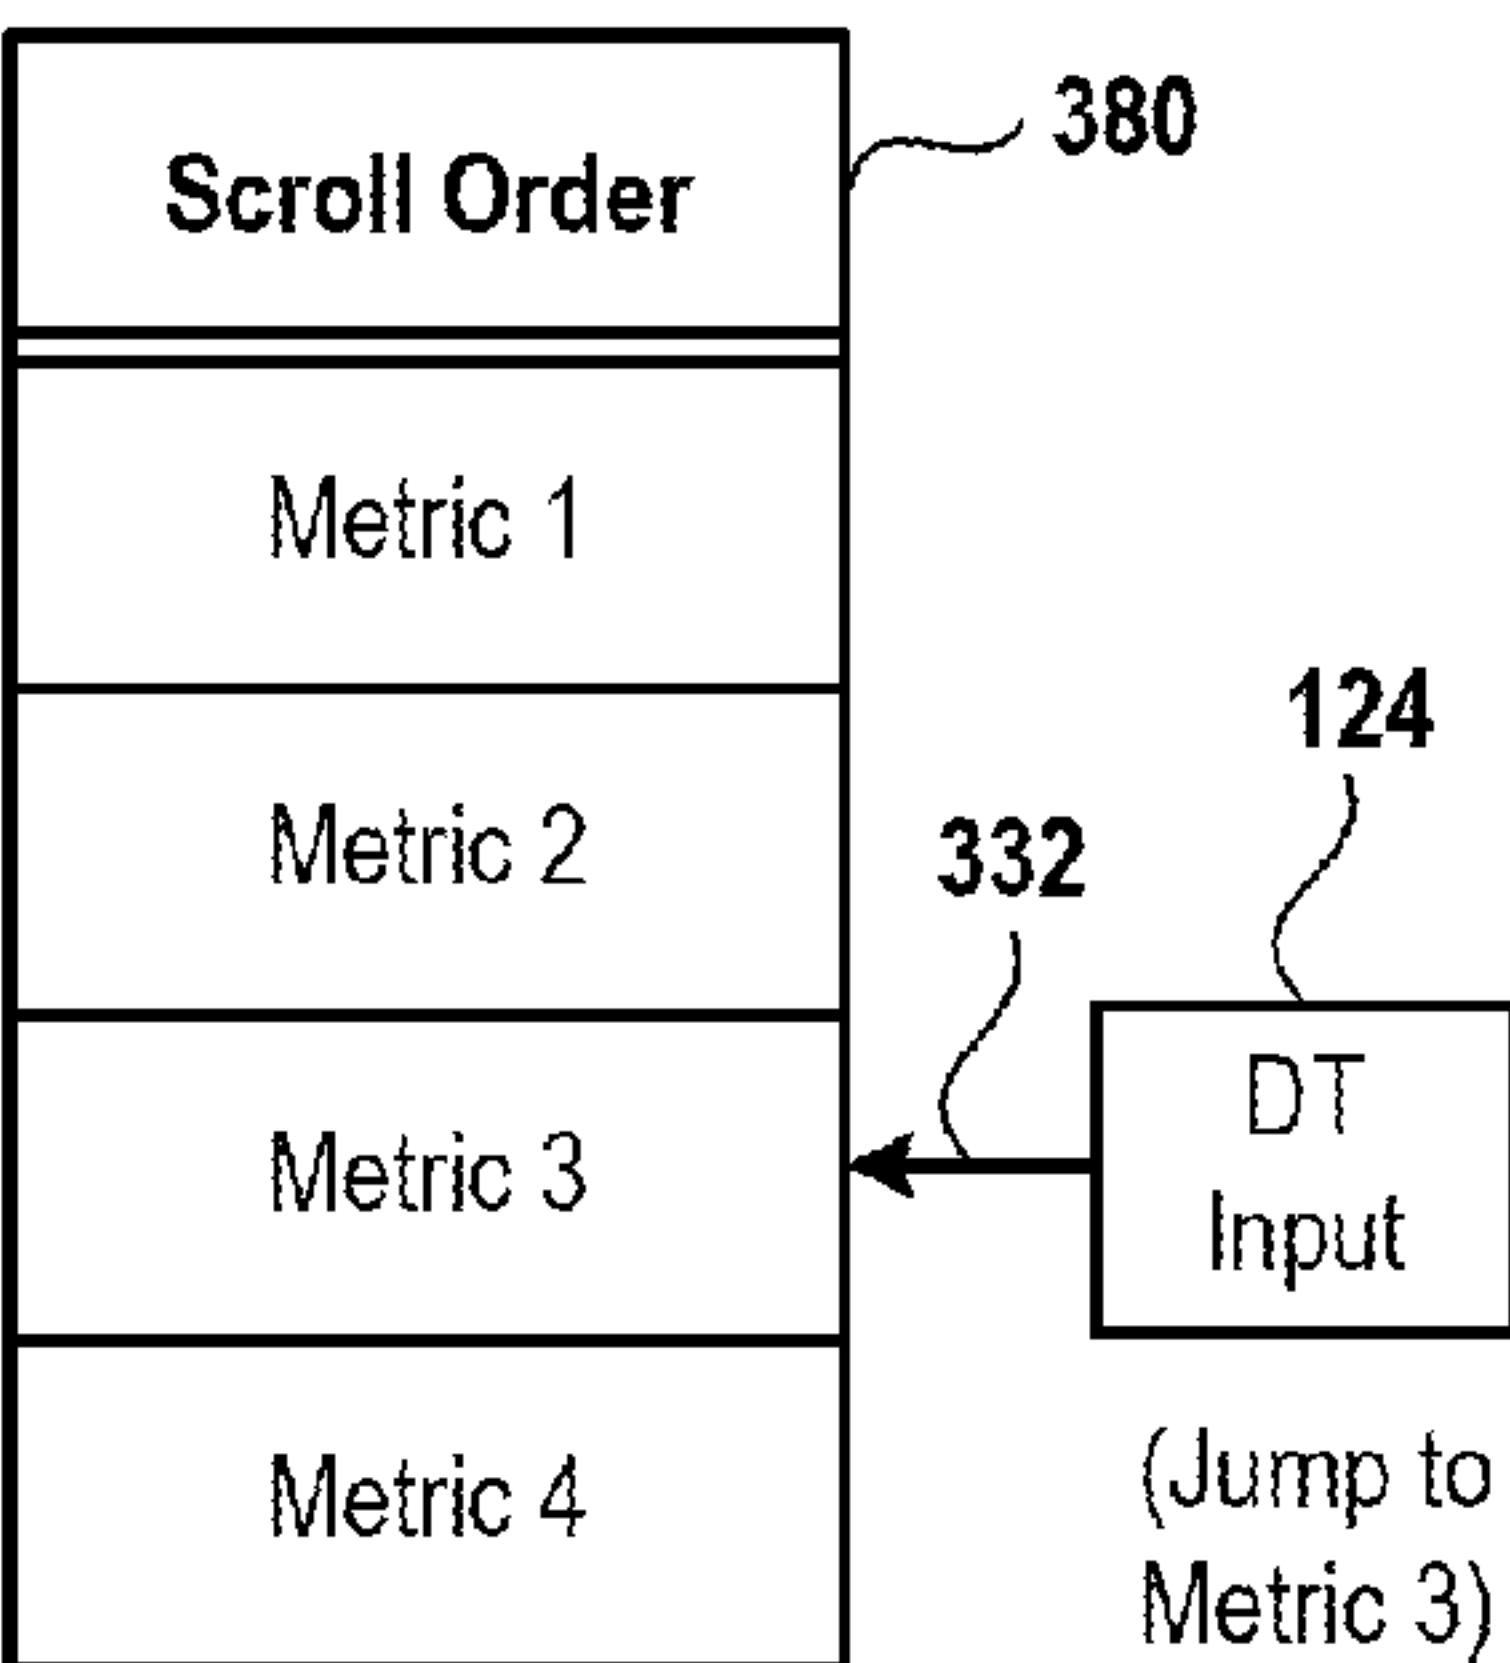 380
Scroll Order
Metric 1
124
Metric 2
332
DT
Metric 3
Input
Metric 4
(Jump to
Metric 3)